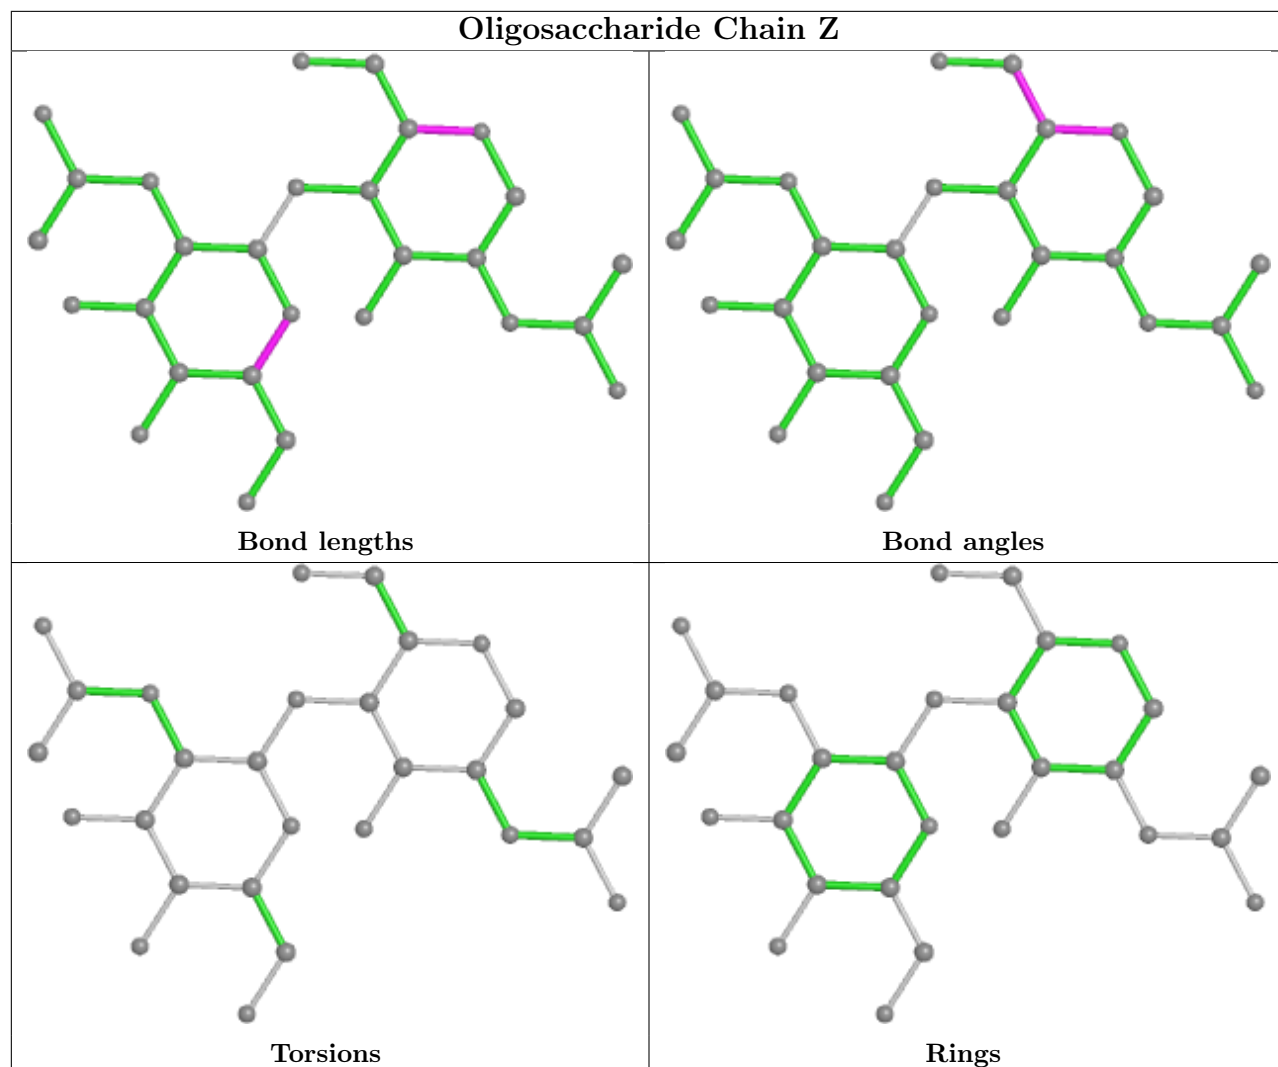 Oligosaccharide Chain Z
Bond lengths
Bond angles
Torsions
Rings